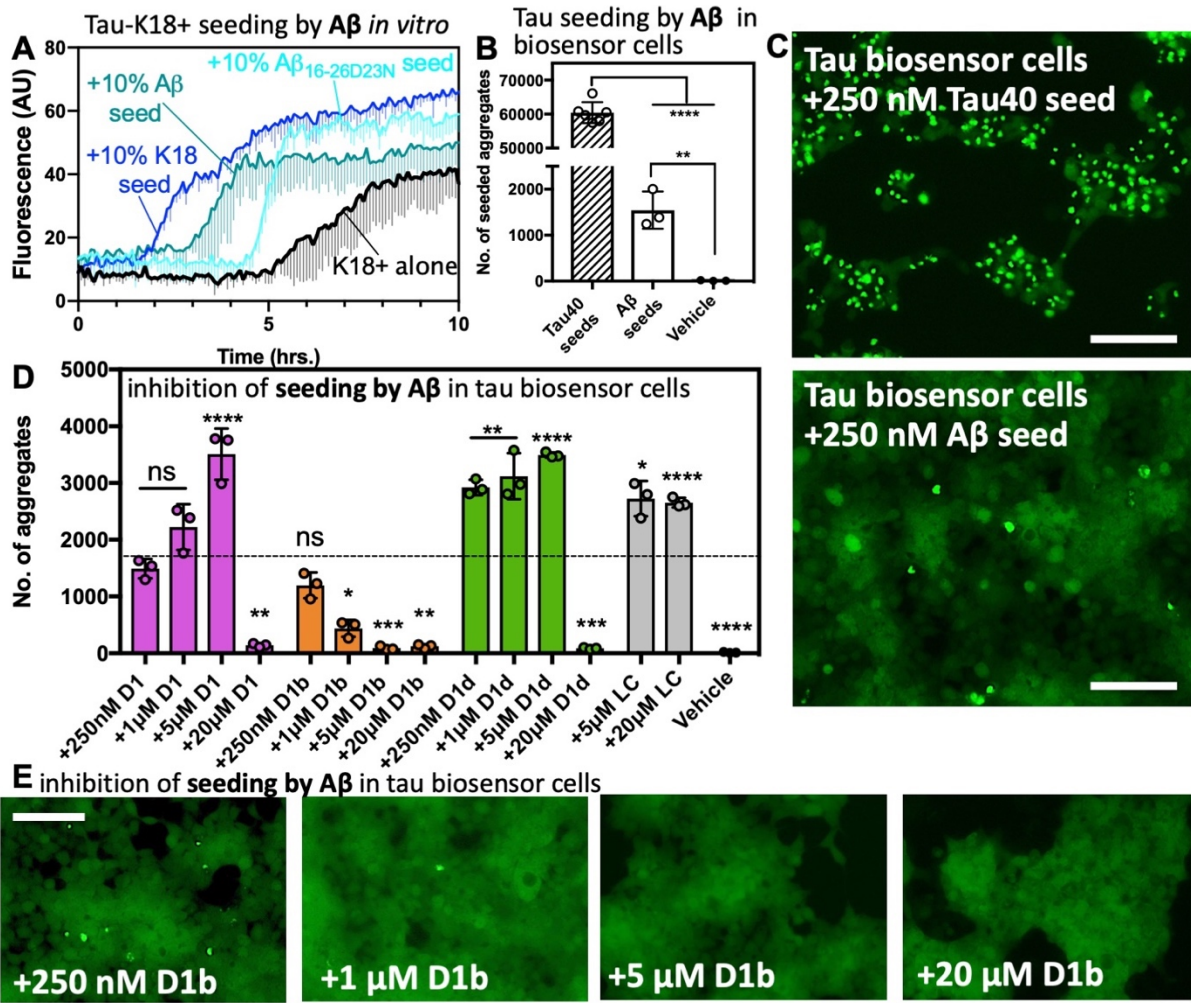 A
Tau-K18+ seeding by Aβ in vitro
Fluorescence (AU)
80
60
40
20
0
+10% Aβ16-26D23N seed
+10% Aβ
seed
+10% K18
seed
K18+ alone
0
5
10
Time (hrs.)
B
Tau seeding by Aβ in
biosensor cells
No. of seeded aggregates
70000
60000
50000
2000
1000
0
****
**
Tau40
seeds
Aβ
seeds
Vehicle
C
Tau biosensor cells
+250 nM Tau40 seed
Tau biosensor cells
+250 nM Aβ seed
D
inhibition of seeding by Aβ in tau biosensor cells
No. of aggregates
5000
4000
3000
2000
1000
0
ns
****
**
ns
*
***
**
**
****
***
*
****
****
+250nM D1
+1µM D1
+5µM D1
+20µM D1
+250nM D1b
+1µM D1b
+5µM D1b
+20µM D1b
+250nM D1d
+1µM D1d
+5µM D1d
+20µM D1d
+5µM LC
+20µM LC
Vehicle
E
inhibition of seeding by Aβ in tau biosensor cells
+250 nM D1b
+1 µM D1b
+5 µM D1b
+20 µM D1b